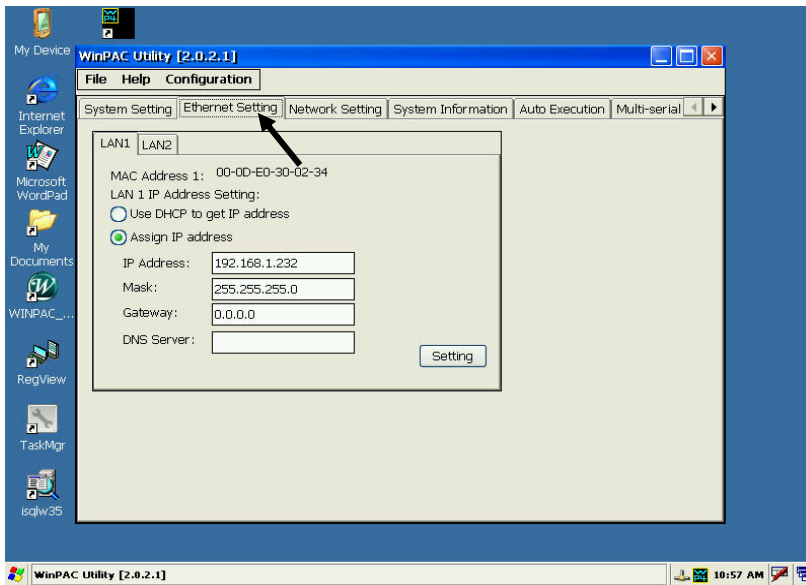 My Device
Internet
Explorer
Microsoft
WordPad
My
Documents
WINPAC_...
RegView
TaskMgr
isqlw35
WinPAC Utility [2.0.2.1]
File Help Configuration
System Setting Ethernet Setting Network Setting System Information Auto Execution Multi-serial
LAN1 LAN2
MAC Address 1: 00-0D-E0-30-02-34
LAN 1 IP Address Setting:
Use DHCP to get IP address
Assign IP address
IP Address: 192.168.1.232
Mask: 255.255.255.0
Gateway: 0.0.0.0
DNS Server:
Setting
WinPAC Utility [2.0.2.1]
10:57 AM